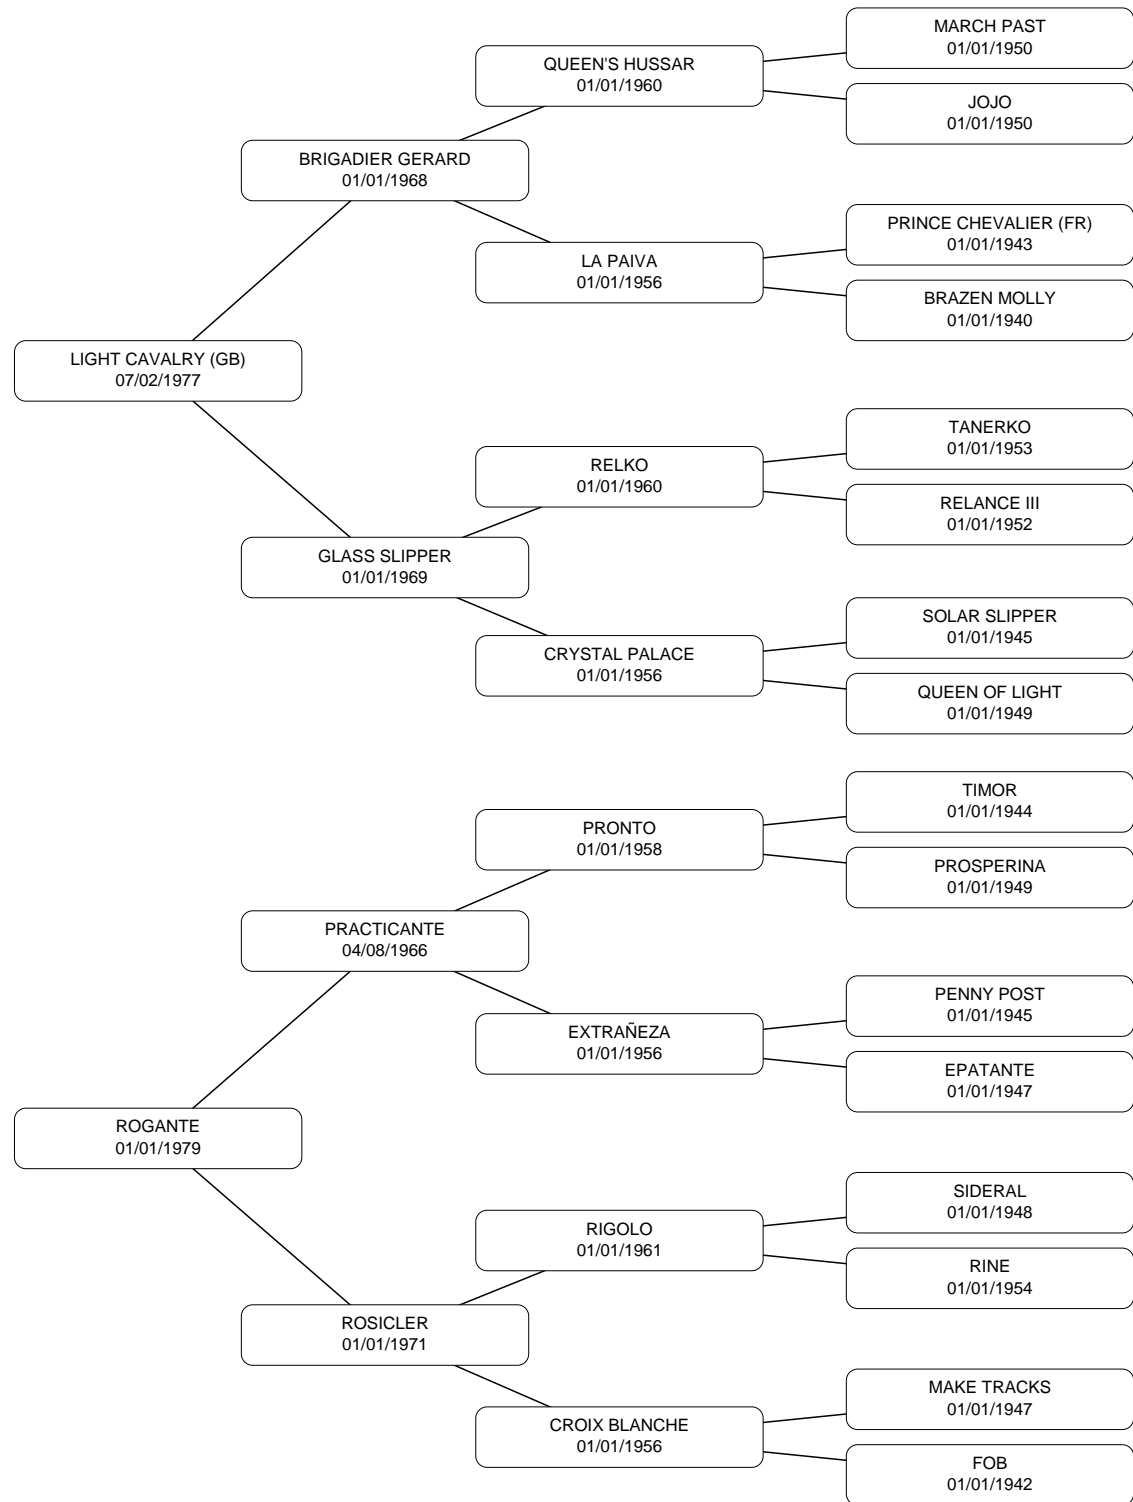 MARCH PAST
01/01/1950
QUEEN'S HUSSAR
01/01/1960
JOJO
01/01/1950
BRIGADIER GERARD
01/01/1968
PRINCE CHEVALIER (FR)
01/01/1943
LA PAIVA
01/01/1956
BRAZEN MOLLY
01/01/1940
LIGHT CAVALRY (GB)
07/02/1977
TANERKO
01/01/1953
RELKO
01/01/1960
RELANCE III
01/01/1952
GLASS SLIPPER
01/01/1969
SOLAR SLIPPER
01/01/1945
CRYSTAL PALACE
01/01/1956
QUEEN OF LIGHT
01/01/1949
TIMOR
01/01/1944
PRONTO
01/01/1958
PROSPERINA
01/01/1949
PRACTICANTE
04/08/1966
PENNY POST
01/01/1945
EXTRAÑEZA
01/01/1956
EPATANTE
01/01/1947
ROGANTE
01/01/1979
SIDERAL
01/01/1948
RIGOLO
01/01/1961
RINE
01/01/1954
ROSICLER
01/01/1971
MAKE TRACKS
01/01/1947
CROIX BLANCHE
01/01/1956
FOB
01/01/1942